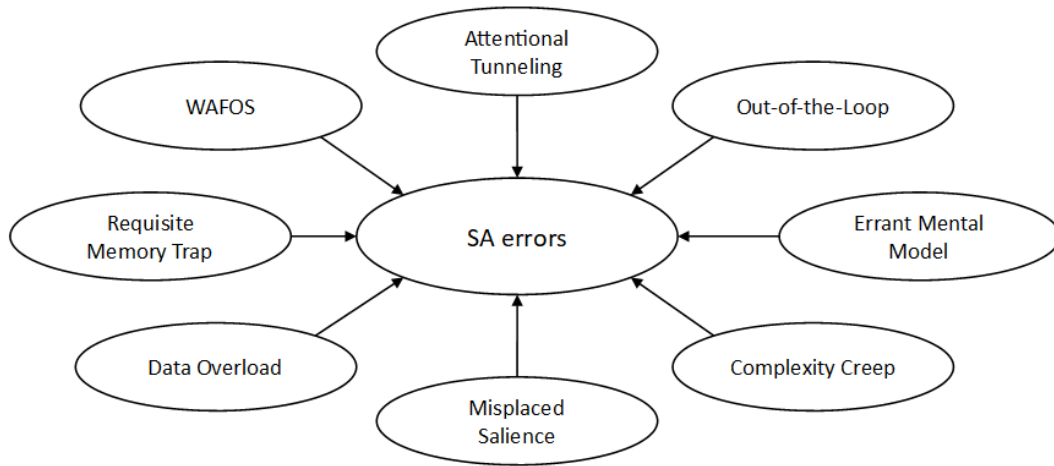 Attentional
Tunneling
WAFOS
Out-of-the-Loop
Requisite
Memory Trap
SA errors
Errant Mental
Model
Data Overload
Complexity Creep
Misplaced
Salience